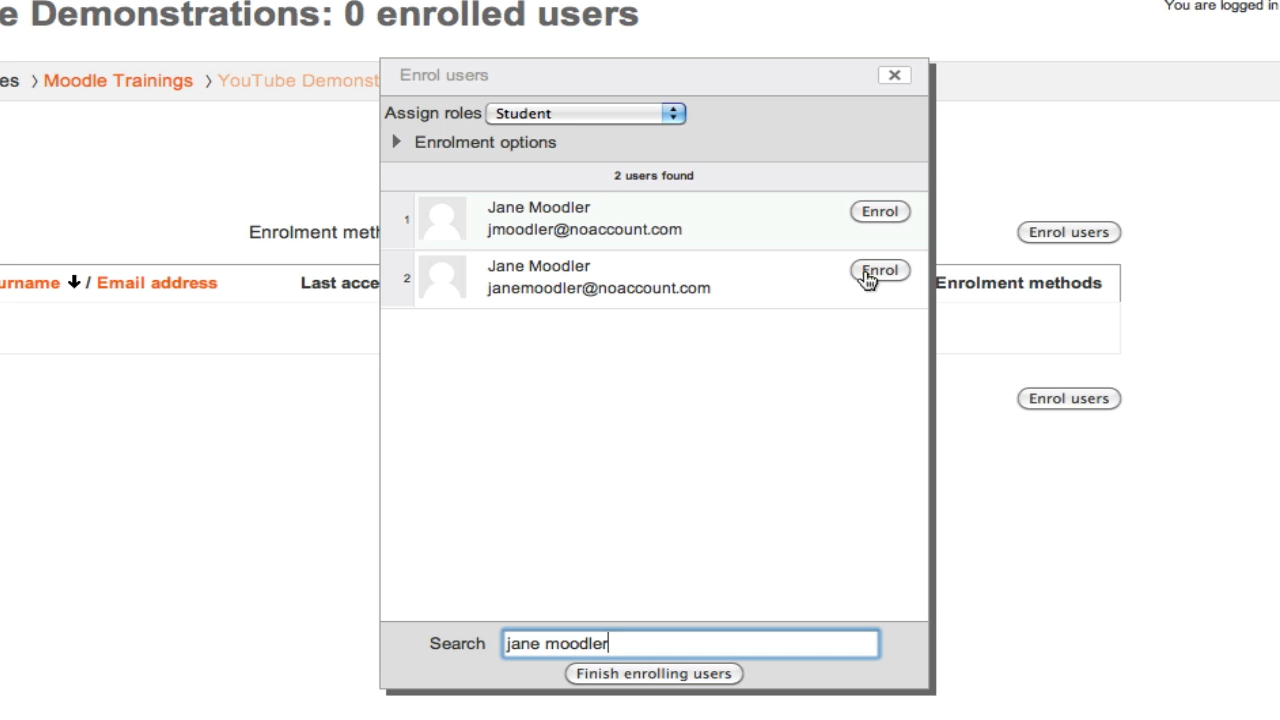 e Demonstrations: 0 enrolled users
You are logged in
es › Moodle Trainings › YouTube Demonst
Enrol users
Assign roles Student
Enrolment options
2 users found
1
Jane Moodler
jmoodler@noaccount.com
Enrol
2
Jane Moodler
janemoodler@noaccount.com
Enrol
Search jane moodler
Finish enrolling users
Enrolment meth
Enrol users
urname / Email address
Last acce
Enrolment methods
Enrol users